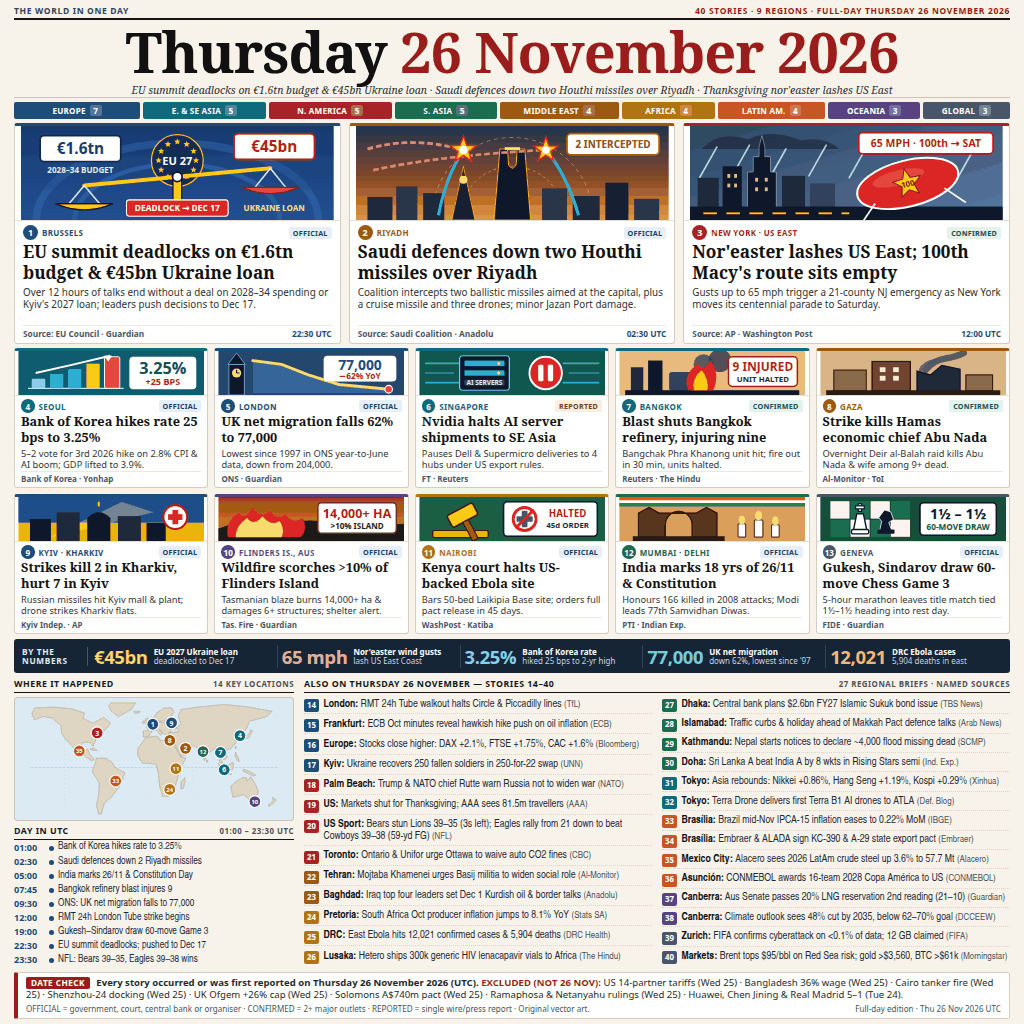 THE WORLD IN ONE DAY
40 STORIES · 9 REGIONS · FULL-DAY THURSDAY 26 NOVEMBER 2026
Thursday 26 November 2026
EU summit deadlocks on €1.6tn budget & €45bn Ukraine loan · Saudi defences down two Houthi missiles over Riyadh · Thanksgiving nor'easter lashes US East
EUROPE 7
E. & SE ASIA 5
N. AMERICA 5
S. ASIA 5
MIDDLE EAST 4
AFRICA 4
LATIN AM. 4
OCEANIA 3
GLOBAL 3
€1.6tn
2028–34 BUDGET
EU 27
€45bn
DEADLOCK → DEC 17
UKRAINE LOAN
1 BRUSSELS
OFFICIAL
EU summit deadlocks on €1.6tn
budget & €45bn Ukraine loan
Over 12 hours of talks end without a deal on 2028–34 spending or
Kyiv's 2027 loan; leaders push decisions to Dec 17.
Source: EU Council · Guardian
22:30 UTC
2 INTERCEPTED
2 RIYADH
OFFICIAL
Saudi defences down two Houthi
missiles over Riyadh
Coalition intercepts two ballistic missiles aimed at the capital, plus
a cruise missile and three drones; minor Jazan Port damage.
Source: Saudi Coalition · Anadolu
02:30 UTC
65 MPH · 100th → SAT
100
3 NEW YORK · US EAST
CONFIRMED
Nor'easter lashes US East; 100th
Macy's route sits empty
Gusts up to 65 mph trigger a 21-county NJ emergency as New York
moves its centennial parade to Saturday.
Source: AP · Washington Post
12:00 UTC
3.25%
+25 BPS
4 SEOUL
OFFICIAL
Bank of Korea hikes rate 25
bps to 3.25%
5–2 vote for 3rd 2026 hike on 2.8% CPI &
AI boom; GDP lifted to 3.9%.
Bank of Korea · Yonhap
77,000
−62% YoY
5 LONDON
OFFICIAL
UK net migration falls 62%
to 77,000
Lowest since 1997 in ONS year-to-June
data, down from 204,000.
ONS · Guardian
AI SERVERS
6 SINGAPORE
REPORTED
Nvidia halts AI server
shipments to SE Asia
Pauses Dell & Supermicro deliveries to 4
hubs under US export rules.
FT · Reuters
9 INJURED
UNIT HALTED
7 BANGKOK
CONFIRMED
Blast shuts Bangkok
refinery, injuring nine
Bangchak Phra Khanong unit hit; fire out
in 30 min, units halted.
Reuters · The Hindu
8 GAZA
CONFIRMED
Strike kills Hamas
economic chief Abu Nada
Overnight Deir al-Balah raid kills Abu
Nada & wife among 9+ dead.
Al-Monitor · ToI
9 KYIV · KHARKIV
OFFICIAL
Strikes kill 2 in Kharkiv,
hurt 7 in Kyiv
Russian missiles hit Kyiv mall & plant;
drone strikes Kharkiv flats.
Kyiv Indep. · AP
14,000+ HA
>10% ISLAND
10 FLINDERS IS., AUS
OFFICIAL
Wildfire scorches >10% of
Flinders Island
Tasmanian blaze burns 14,000+ ha &
damages 6+ structures; shelter alert.
Tas. Fire · Guardian
HALTED
45d ORDER
11 NAIROBI
OFFICIAL
Kenya court halts US-
backed Ebola site
Bars 50-bed Laikipia Base site; orders full
pact release in 45 days.
WashPost · Katiba
12 MUMBAI · DELHI
OFFICIAL
India marks 18 yrs of 26/11
& Constitution
Honours 166 killed in 2008 attacks; Modi
leads 77th Samvidhan Diwas.
PTI · Indian Exp.
1½ – 1½
60-MOVE DRAW
13 GENEVA
OFFICIAL
Gukesh, Sindarov draw 60-
move Chess Game 3
5-hour marathon leaves title match tied
1½–1½ heading into rest day.
FIDE · Guardian
BY THE
NUMBERS
€45bn EU 2027 Ukraine loan
deadlocked to Dec 17
65 mph Nor'easter wind gusts
lash US East Coast
3.25% Bank of Korea rate
hiked 25 bps to 2-yr high
77,000 UK net migration
down 62%, lowest since '97
12,021 DRC Ebola cases
5,904 deaths in east
WHERE IT HAPPENED
14 KEY LOCATIONS
1
9
3
8
2
4
35
12
7
11
6
33
24
10
DAY IN UTC
01:00 – 23:30 UTC
01:00 Bank of Korea hikes rate to 3.25%
02:30 Saudi defences down 2 Riyadh missiles
05:00 India marks 26/11 & Constitution Day
07:45 Bangkok refinery blast injures 9
09:30 ONS: UK net migration falls to 77,000
12:00 RMT 24h London Tube strike begins
19:00 Gukesh–Sindarov draw 60-move Game 3
22:30 EU summit deadlocks; pushed to Dec 17
23:30 NFL: Bears 39–35, Eagles 39–38 wins
ALSO ON THURSDAY 26 NOVEMBER — STORIES 14–40
27 REGIONAL BRIEFS · NAMED SOURCES
14 London: RMT 24h Tube walkout halts Circle & Piccadilly lines (TfL)
15 Frankfurt: ECB Oct minutes reveal hawkish hike push on oil inflation (ECB)
16 Europe: Stocks close higher: DAX +2.1%, FTSE +1.75%, CAC +1.6% (Bloomberg)
17 Kyiv: Ukraine recovers 250 fallen soldiers in 250-for-22 swap (UNN)
18 Palm Beach: Trump & NATO chief Rutte warn Russia not to widen war (NATO)
19 US: Markets shut for Thanksgiving; AAA sees 81.5m travellers (AAA)
20 US Sport: Bears stun Lions 39–35 (3s left); Eagles rally from 21 down to beat
Cowboys 39–38 (59-yd FG) (NFL)
21 Toronto: Ontario & Unifor urge Ottawa to waive auto CO2 fines (CBC)
22 Tehran: Mojtaba Khamenei urges Basij militia to widen social role (Al-Monitor)
23 Baghdad: Iraq top four leaders set Dec 1 Kurdish oil & border talks (Anadolu)
24 Pretoria: South Africa Oct producer inflation jumps to 8.1% YoY (Stats SA)
25 DRC: East Ebola hits 12,021 confirmed cases & 5,904 deaths (DRC Health)
26 Lusaka: Hetero ships 300k generic HIV lenacapavir vials to Africa (The Hindu)
27 Dhaka: Central bank plans $2.6bn FY27 Islamic Sukuk bond issue (TBS News)
28 Islamabad: Traffic curbs & holiday ahead of Makkah Pact defence talks (Arab News)
29 Kathmandu: Nepal starts notices to declare ~4,000 flood missing dead (SCMP)
30 Doha: Sri Lanka A beat India A by 8 wkts in Rising Stars semi (Ind. Exp.)
31 Tokyo: Asia rebounds: Nikkei +0.86%, Hang Seng +1.19%, Kospi +0.29% (Xinhua)
32 Tokyo: Terra Drone delivers first Terra B1 AI drones to ATLA (Def. Blog)
33 Brasília: Brazil mid-Nov IPCA-15 inflation eases to 0.22% MoM (IBGE)
34 Brasília: Embraer & ALADA sign KC-390 & A-29 state export pact (Embraer)
35 Mexico City: Alacero sees 2026 LatAm crude steel up 3.6% to 57.7 Mt (Alacero)
36 Asunción: CONMEBOL awards 16-team 2028 Copa América to US (CONMEBOL)
37 Canberra: Aus Senate passes 20% LNG reservation 2nd reading (21–10) (Guardian)
38 Canberra: Climate outlook sees 48% cut by 2035, below 62–70% goal (DCCEEW)
39 Zurich: FIFA confirms cyberattack on <0.1% of data; 12 GB claimed (FIFA)
40 Markets: Brent tops $95/bbl on Red Sea risk; gold >$3,560, BTC >$61k (Morningstar)
DATE CHECK Every story occurred or was first reported on Thursday 26 November 2026 (UTC). EXCLUDED (NOT 26 NOV): US 14-partner tariffs (Wed 25) · Bangladesh 36% wage (Wed 25) · Cairo tanker fire (Wed
25) · Shenzhou-24 docking (Wed 25) · UK Ofgem +26% cap (Wed 25) · Solomons A$740m pact (Wed 25) · Ramaphosa & Netanyahu rulings (Wed 25) · Huawei, Chen Jining & Real Madrid 5–1 (Tue 24).
OFFICIAL = government, court, central bank or organiser · CONFIRMED = 2+ major outlets · REPORTED = single wire/press report · Original vector art.
Full-day edition · Thu 26 Nov 2026 UTC